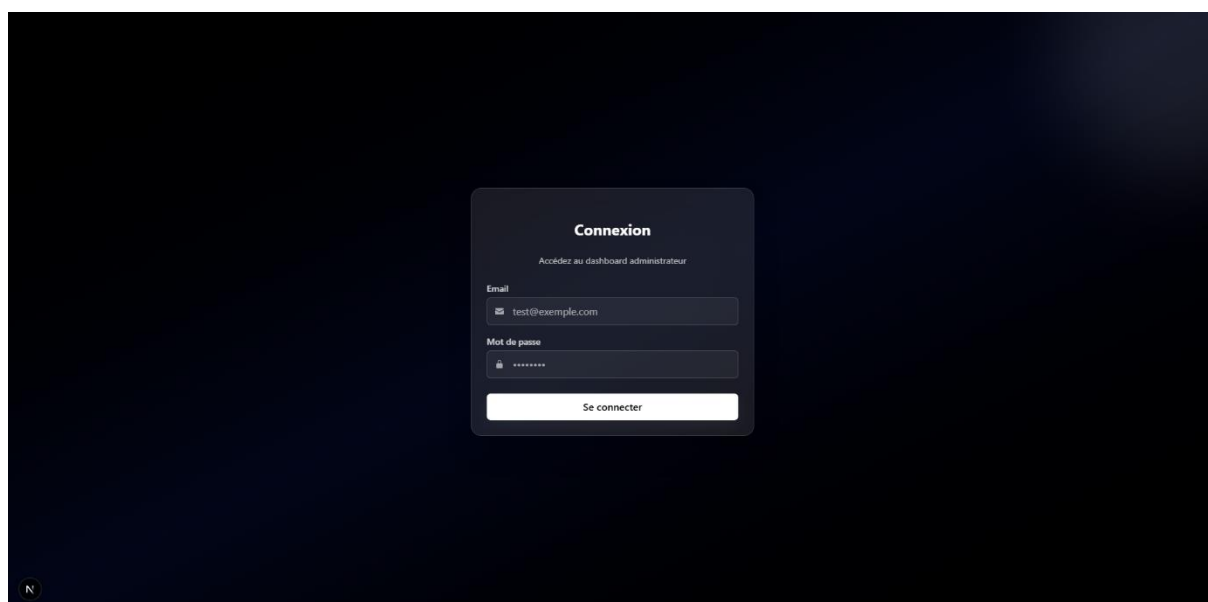 Connexion
Accédez au dashboard administrateur
Email
test@exemple.com
Mot de passe
••••••••
Se connecter
N